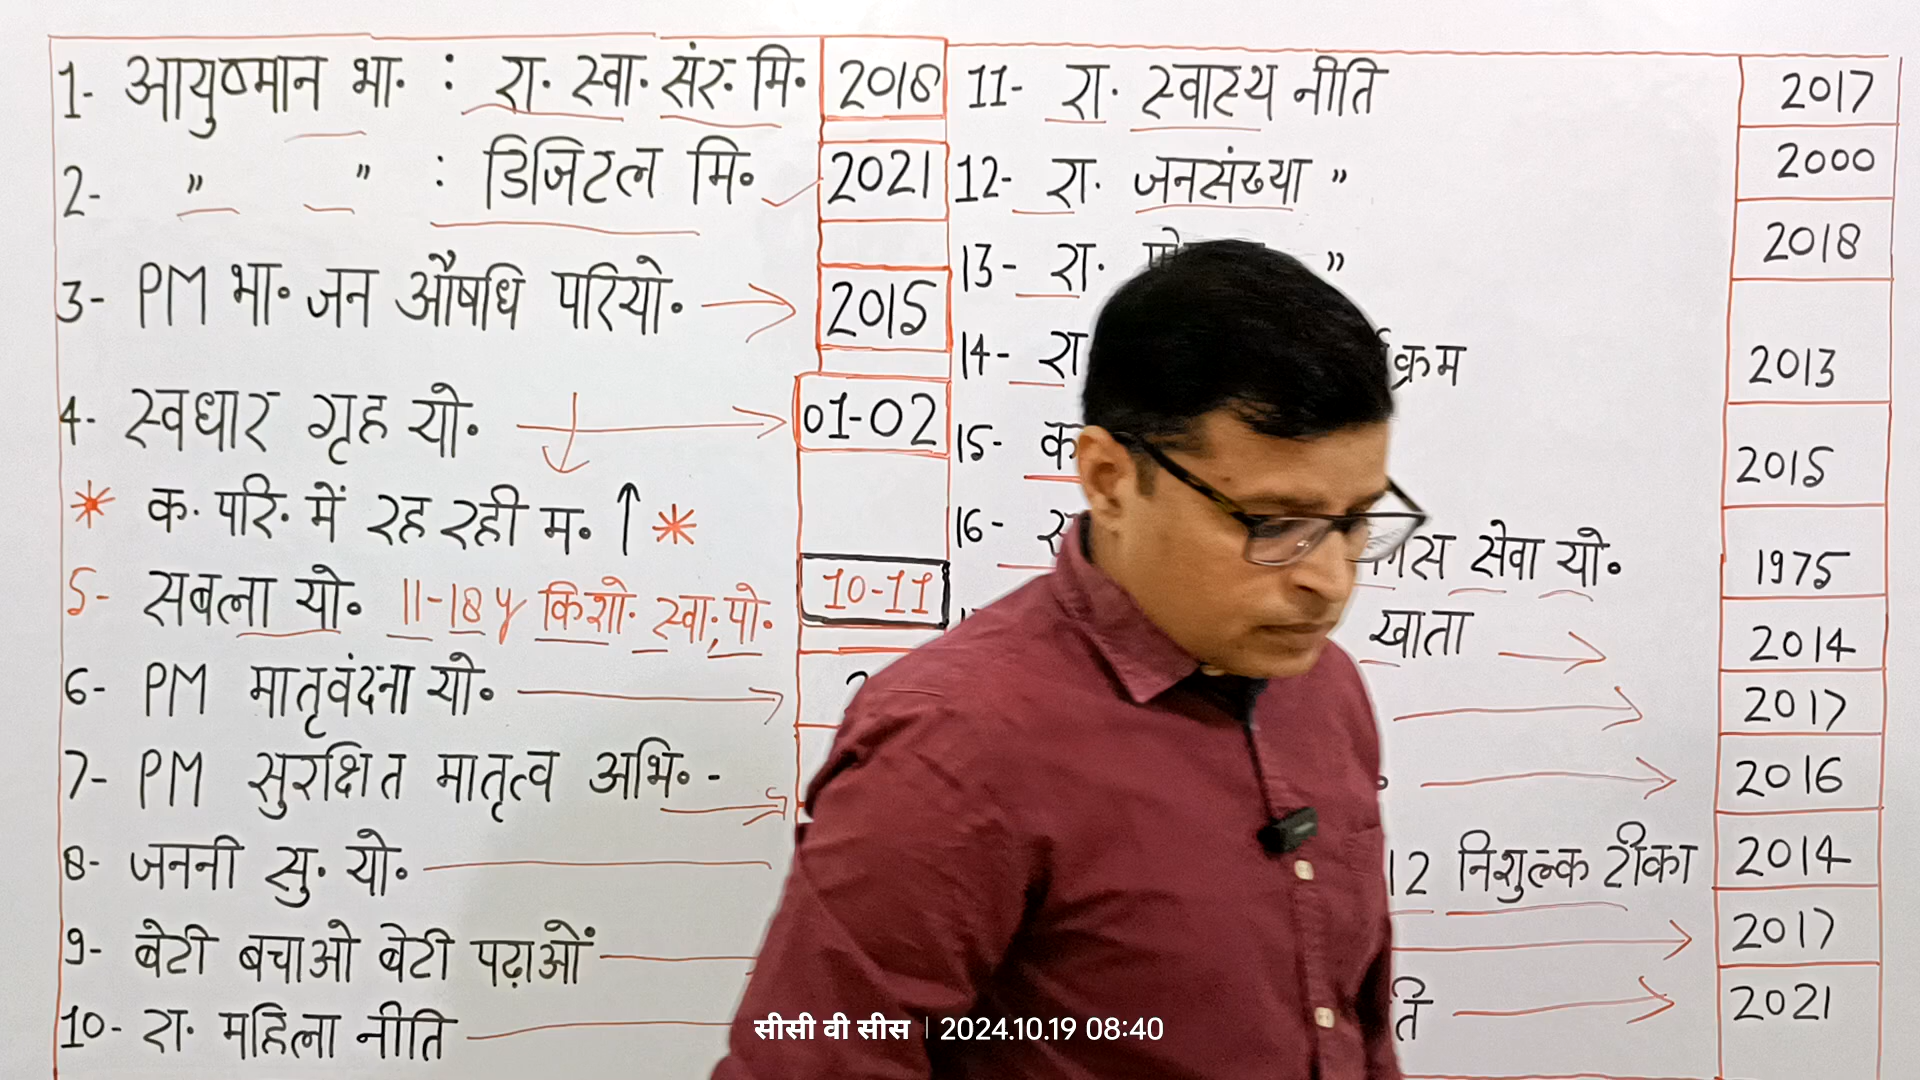 1- आयुष्मान भा. : रा. स्वा. संर. मि. 2018
2- " " : डिजिटल मि. 2021
3- PM भा. जन औषधि परियो. → 2015
4- स्वधार गृह यो. → 01-02
* क. परि. में रह रही म. ↑ *
5- सबला यो. 11-18 y किशो. स्वा., पो. 10-11
6- PM मातृवंदना यो. →
7- PM सुरक्षित मातृत्व अभि. -
8- जननी सु. यो.
9- बेटी बचाओ बेटी पढ़ाओं
10- रा. महिला नीति
11- रा. स्वास्थ्य नीति 2017
12- रा. जनसंख्या " 2000
13- रा. " 2018
14- रा 2013
15- 2015
16- सेवा यो. 1975
खाता → 2014
→ 2017
→ 2016
12 निशुल्क टीका 2014
→ 2017
→ 2021
सीसी वी सीस | 2024.10.19 08:40